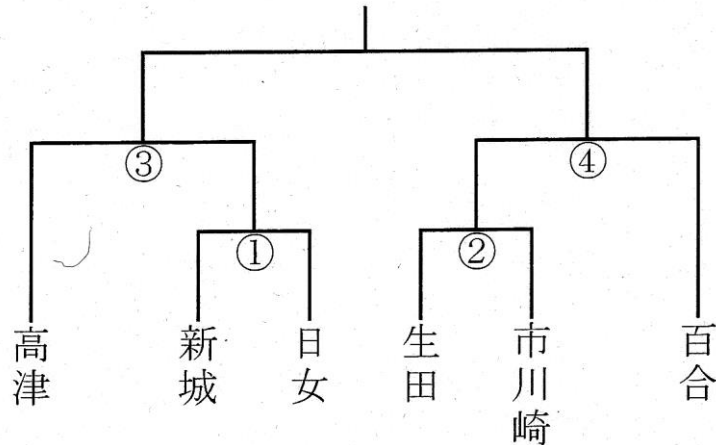 ③
④
①
②
高津
新城
日女
生田
市川崎
百合